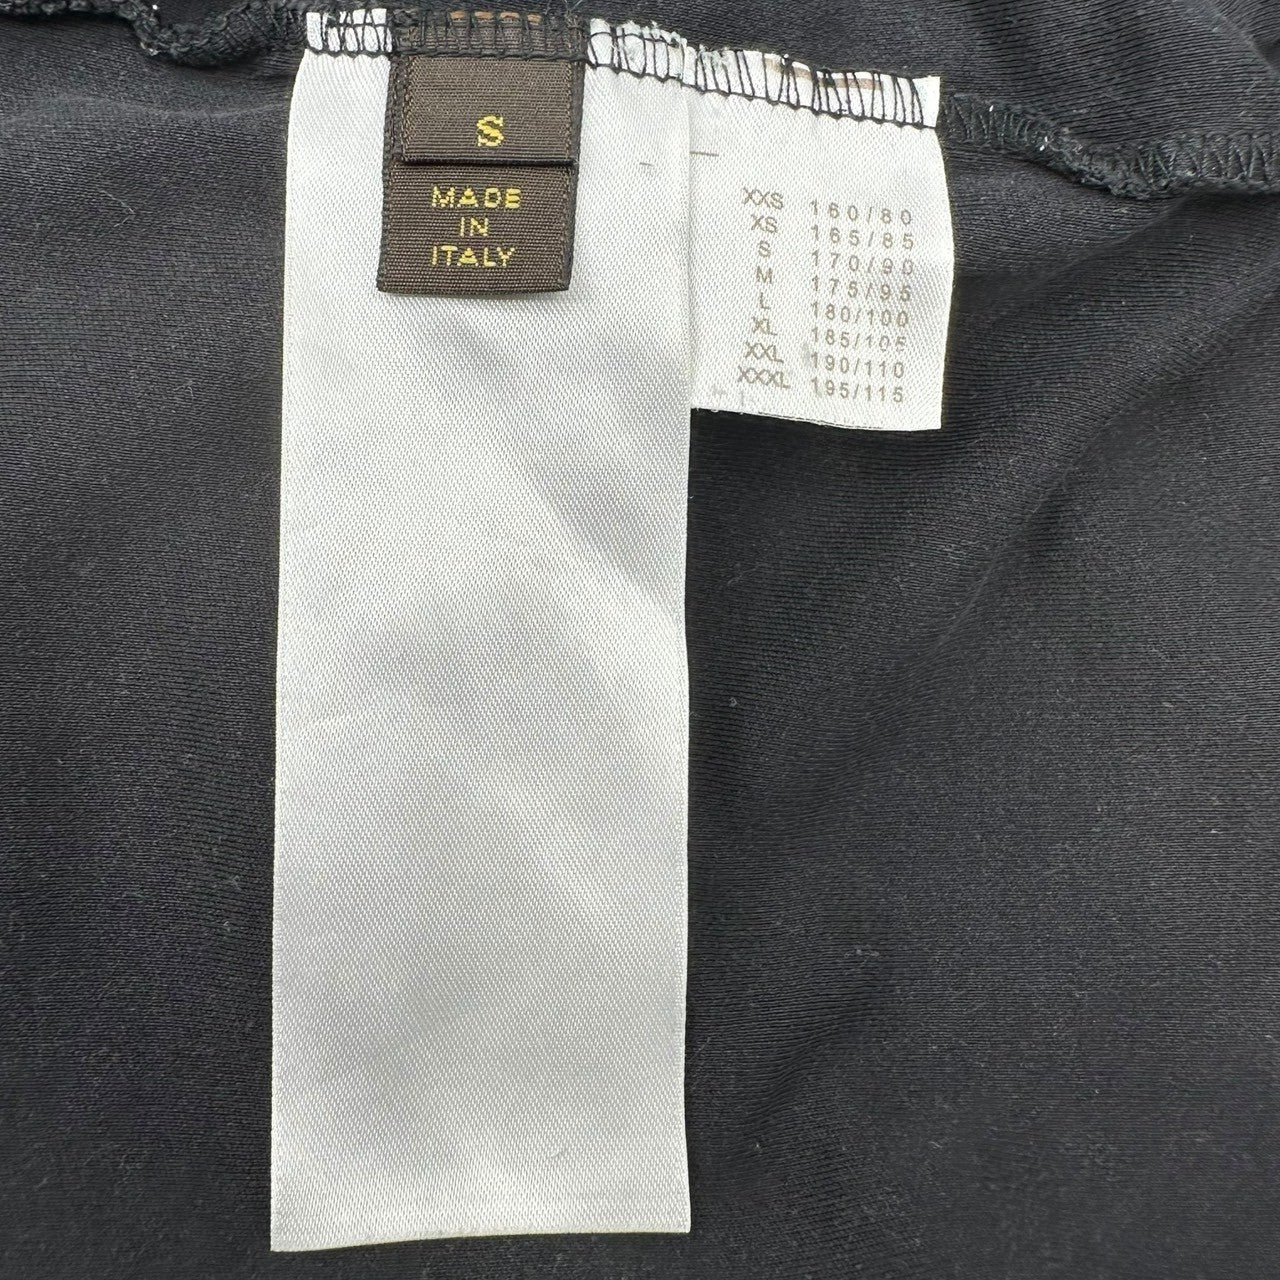 S
MADE
IN
ITALY
XXS 160/80
XS 165/85
S 170/90
M 175/95
L 180/100
XL 185/105
XXL 190/110
XXXL 195/115